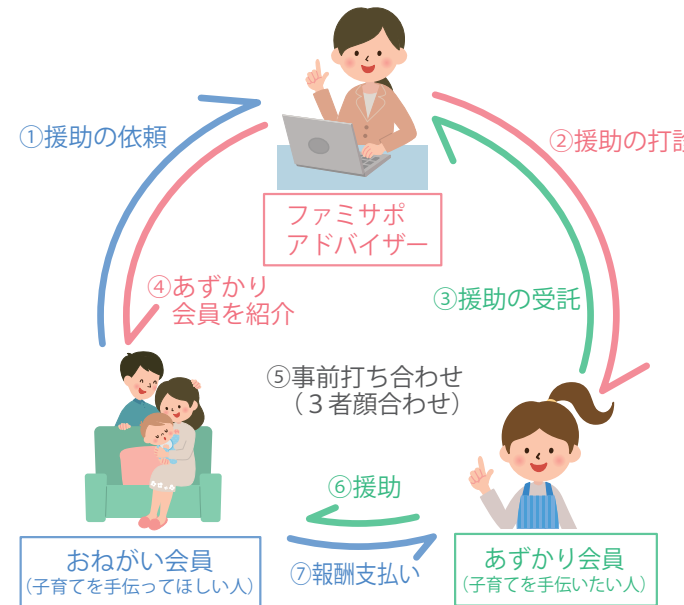 ①援助の依頼
②援助の打診
ファミサポ
アドバイザー
④あずかり
会員を紹介
③援助の受託
⑤事前打ち合わせ
（３者顔合わせ）
⑥援助
⑦報酬支払い
おねがい会員
(子育てを手伝ってほしい人)
あずかり会員
(子育てを手伝いたい人)